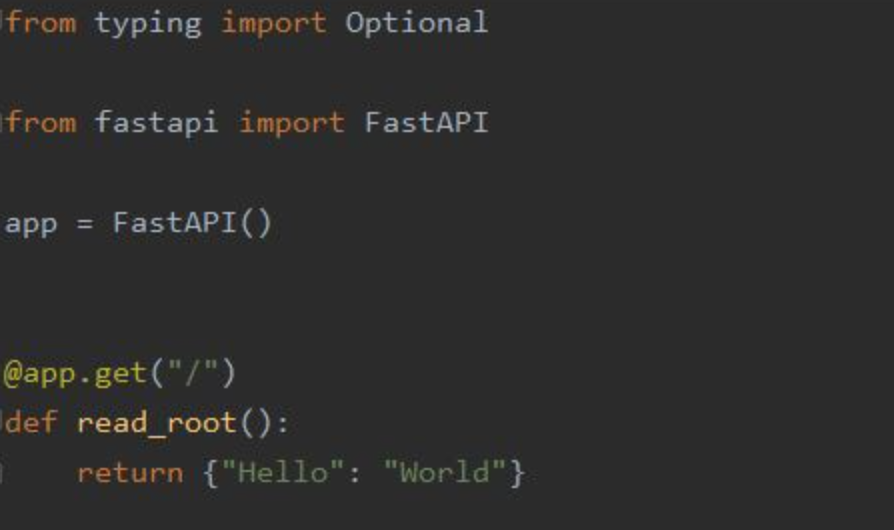 from typing import Optional
from fastapi import FastAPI
app = FastAPI()
@app.get("/")
def read_root():
    return {"Hello": "World"}